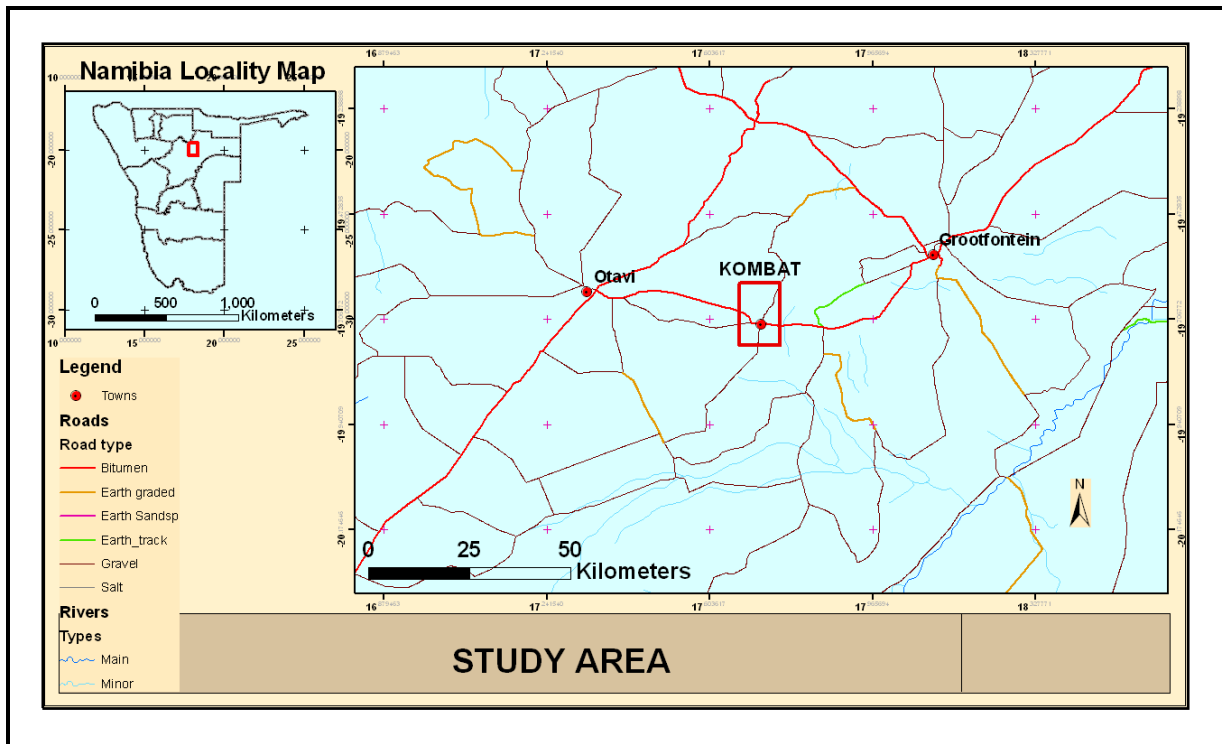 Namibia Locality Map
0 500 1,000
Kilometers
Legend
Towns
Roads
Road type
Bitumen
Earth graded
Earth Sandsp
Earth_track
Gravel
Salt
Rivers
Types
Main
Minor
Otavi
KOMBAT
Grootfontein
N
0 25 50
Kilometers
STUDY AREA